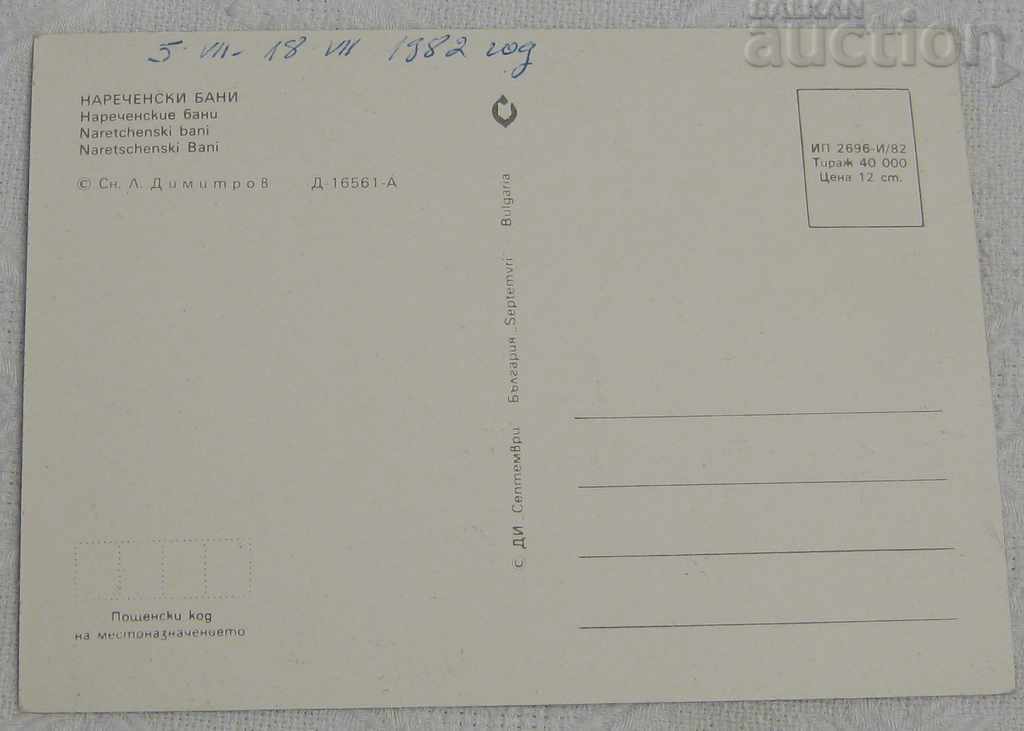 BALKAN
auction
5 VII - 18 VII 1982 год
НАРЕЧЕНСКИ БАНИ
Нареченские бани
Naretchenski bani
Naretschenski Bani
© Сн. Л. Димитров Д-16561-А
ИП 2696-И/82
Тираж 40 000
Цена 12 ст.
© ДИ „Септември" България „Septemvri" Bulgaria
Пощенски код
на местоназначението